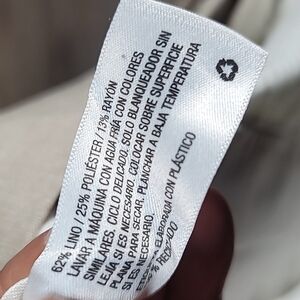 62% LINO / 25% POLIÉSTER / 13% RAYÓN
LAVAR A MÁQUINA CON AGUA FRÍA CON COLORES
SIMILARES, CICLO DELICADO. SOLO BLANQUEADOR SIN
LEJÍA SI ES NECESARIO. COLOCAR SOBRE SUPERFICIE
PLANA PARA SECAR. PLANCHAR A BAJA TEMPERATURA
SI ES NECESARIO.
ELABORADA CON PLÁSTICO